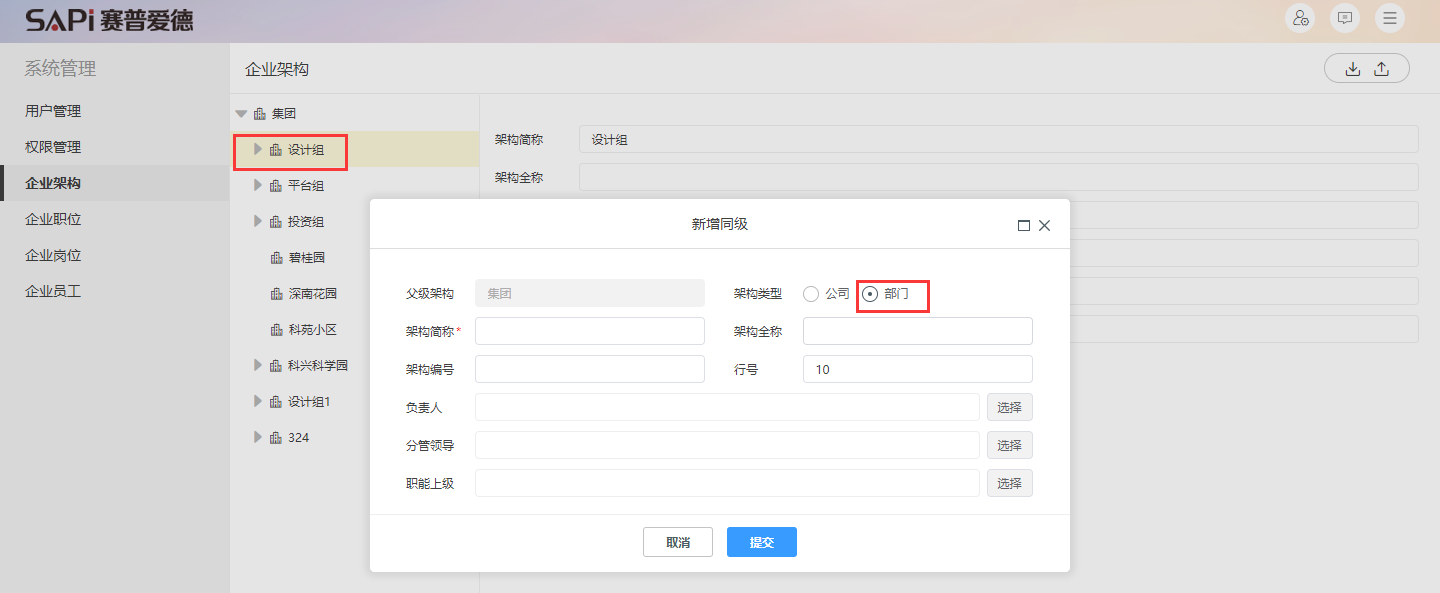 SAPi 赛普爱德
系统管理
用户管理
权限管理
企业架构
企业职位
企业岗位
企业员工
企业架构
集团
设计组
平台组
投资组
碧桂园
深南花园
科苑小区
科兴科学园
设计组1
324
架构简称 设计组
架构全称
新增同级
父级架构 集团 架构类型 公司 部门
架构简称* 架构全称
架构编号 行号 10
负责人 选择
分管领导 选择
职能上级 选择
取消 提交